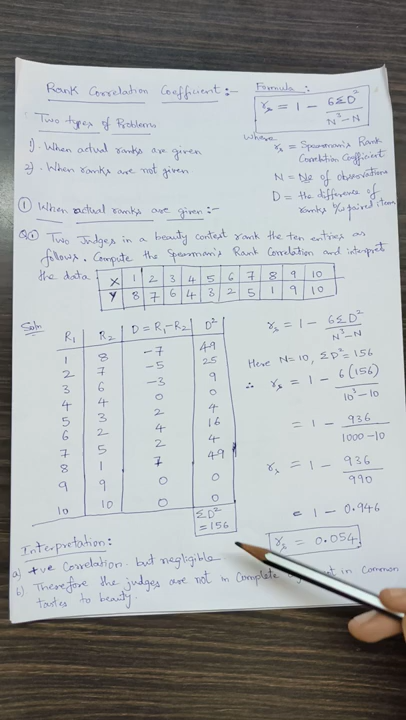 Rank Correlation Coefficient :-
Formula :
r_s = 1 - 6ΣD² / N³-N
Two types of Problems
1). When actual ranks are given
2). When ranks are not given
where
r_s = Spearman's Rank Correlation Coefficient
N = No of observations
D = the difference of ranks b/n paired items
① When actual ranks are given :-
Q① Two Judges in a beauty contest rank the ten entries as
follows. Compute the Spearman's Rank Correlation and interpret
the data
X 1 2 3 4 5 6 7 8 9 10
Y 8 7 6 4 3 2 5 1 9 10
Soln:
R₁ R₂ D = R₁-R₂ D²
1 8 -7 49
2 7 -5 25
3 6 -3 9
4 4 0 0
5 3 2 4
6 2 4 16
7 5 2 4
8 1 7 49
9 9 0 0
10 10 0 0
ΣD²
= 156
r_s = 1 - 6ΣD² / N³-N
Here N=10, ΣD² = 156
∴ r_s = 1 - 6(156) / 10³-10
= 1 - 936 / 1000-10
r_s = 1 - 936 / 990
= 1 - 0.946
r_s = 0.054
Interpretation:
a) +ve Correlation but negligible
b) Therefore the judges are not in Complete in Common
tastes to beauty.